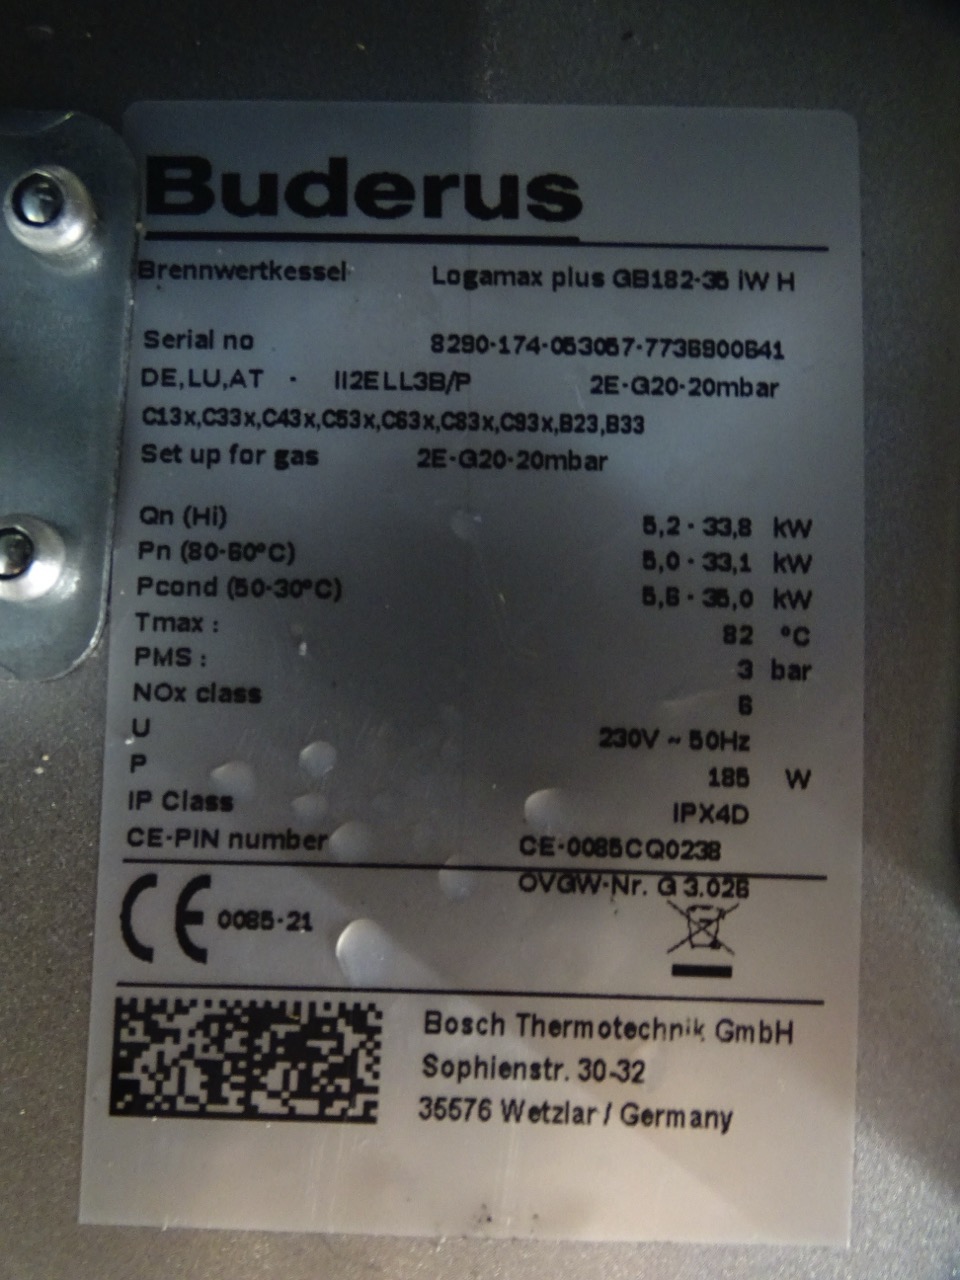 Buderus
Brennwertkessel Logamax plus GB182-35 iW H
Serial no 8290-174-053057-7736900641
DE,LU,AT - II2ELL3B/P 2E-G20-20mbar
C13x,C33x,C43x,C53x,C63x,C83x,C93x,B23,B33
Set up for gas 2E-G20-20mbar
Qn (Hi) 5,2 - 33,8 kW
Pn (80-60°C) 5,0 - 33,1 kW
Pcond (50-30°C) 5,6 - 35,0 kW
Tmax : 82 °C
PMS : 3 bar
NOx class 6
U 230V ~ 50Hz
P 185 W
IP Class IPX4D
CE-PIN number CE-0085CQ0238
OVGW-Nr. G 3.026
CE 0085-21
Bosch Thermotechnik GmbH
Sophienstr. 30-32
35576 Wetzlar / Germany